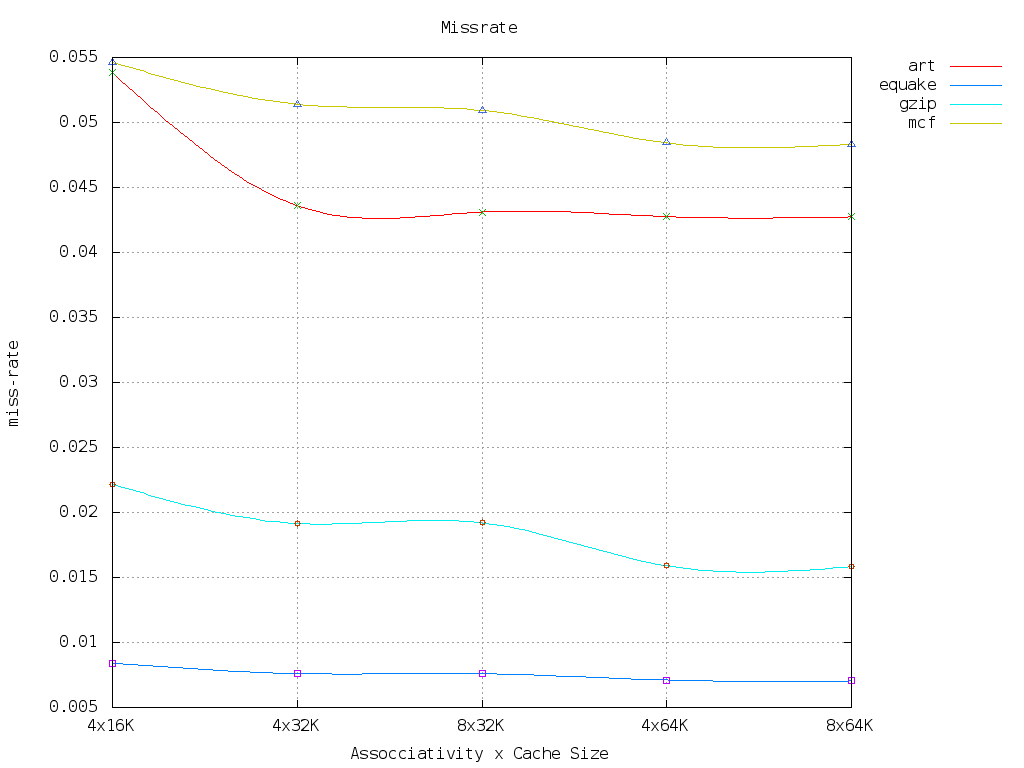 Missrate
art
equake
gzip
mcf
0.055
0.05
0.045
0.04
0.035
0.03
0.025
0.02
0.015
0.01
0.005
miss-rate
4x16K 4x32K 8x32K 4x64K 8x64K
Assocciativity x Cache Size